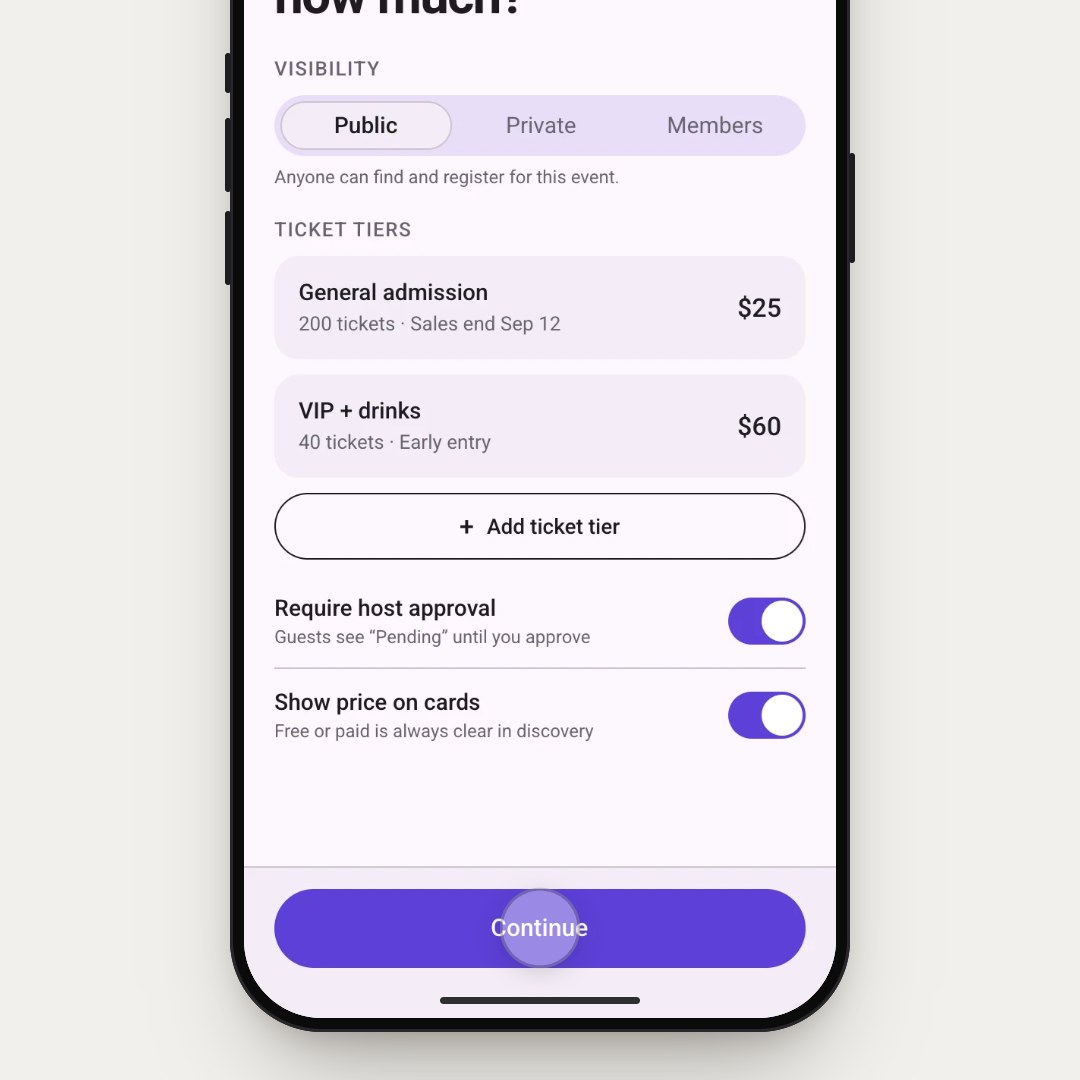 how much?
VISIBILITY
Public
Private
Members
Anyone can find and register for this event.
TICKET TIERS
General admission
200 tickets · Sales end Sep 12
$25
VIP + drinks
40 tickets · Early entry
$60
+ Add ticket tier
Require host approval
Guests see “Pending” until you approve
Show price on cards
Free or paid is always clear in discovery
Continue